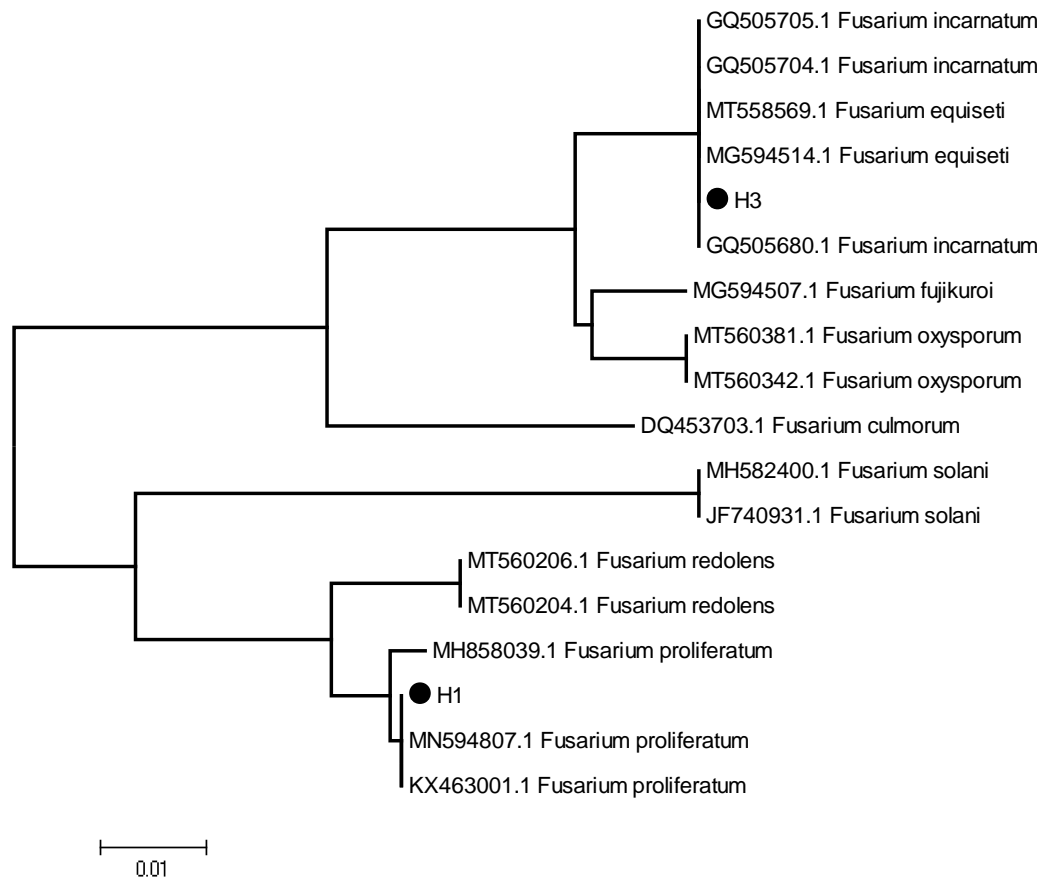 GQ505705.1 Fusarium incarnatum
GQ505704.1 Fusarium incarnatum
MT558569.1 Fusarium equiseti
MG594514.1 Fusarium equiseti
H3
GQ505680.1 Fusarium incarnatum
MG594507.1 Fusarium fujikuroi
MT560381.1 Fusarium oxysporum
MT560342.1 Fusarium oxysporum
DQ453703.1 Fusarium culmorum
MH582400.1 Fusarium solani
JF740931.1 Fusarium solani
MT560206.1 Fusarium redolens
MT560204.1 Fusarium redolens
MH858039.1 Fusarium proliferatum
H1
MN594807.1 Fusarium proliferatum
KX463001.1 Fusarium proliferatum
0.01